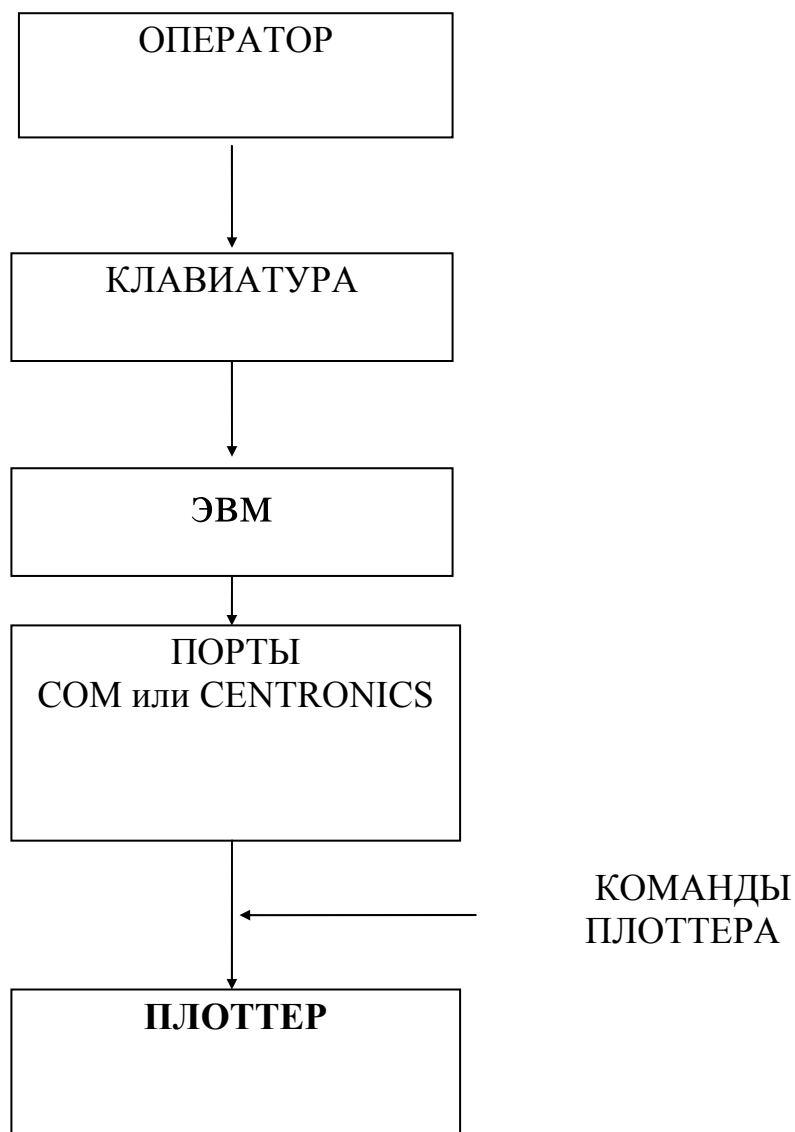 ОПЕРАТОР
КЛАВИАТУРА
ЭВМ
ПОРТЫ
COM или CENTRONICS
КОМАНДЫ
ПЛОТТЕРА
ПЛОТТЕР